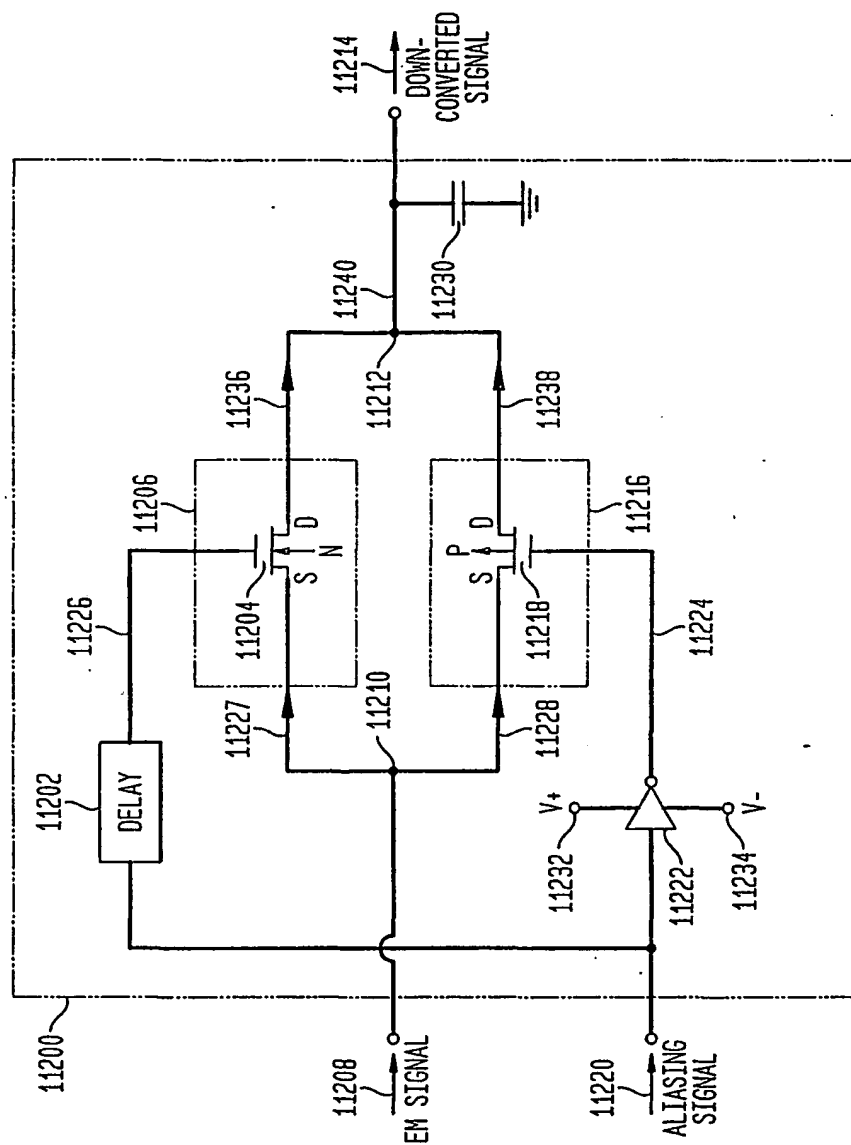 11200
11202
DELAY
11226
11206
11204
N
S
D
11236
11227
11210
11240
11212
11230
11214
DOWN-
CONVERTED
SIGNAL
11208
EM SIGNAL
11228
11238
11216
P
S
D
11218
11224
V+
11232
11222
11234
V-
11220
ALIASING
SIGNAL